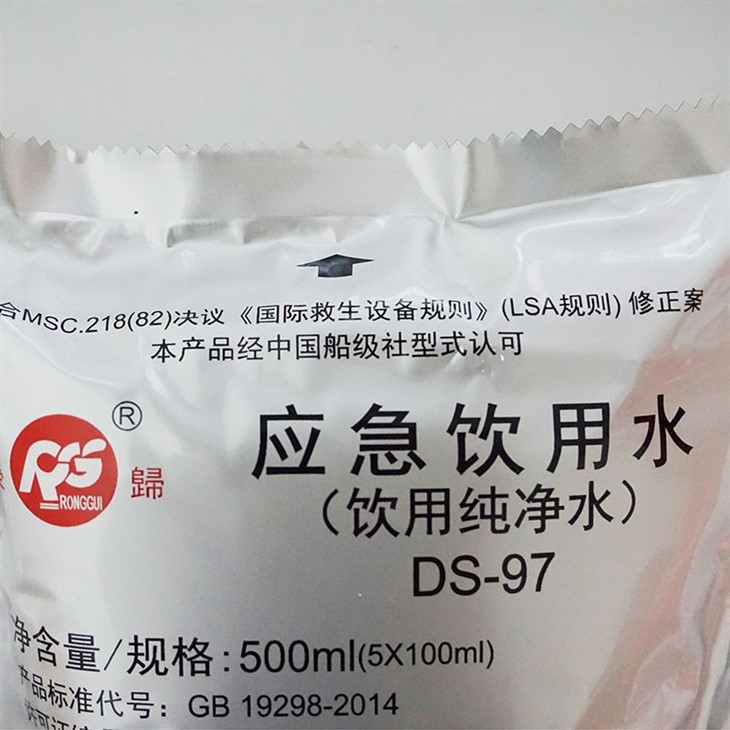 合MSC.218(82)决议《国际救生设备规则》(LSA规则) 修正案
本产品经中国船级社型式认可
®
RG
RONGGUI
歸
应急饮用水
(饮用纯净水)
DS-97
净含量/规格:500ml(5X100ml)
产品标准代号: GB 19298-2014